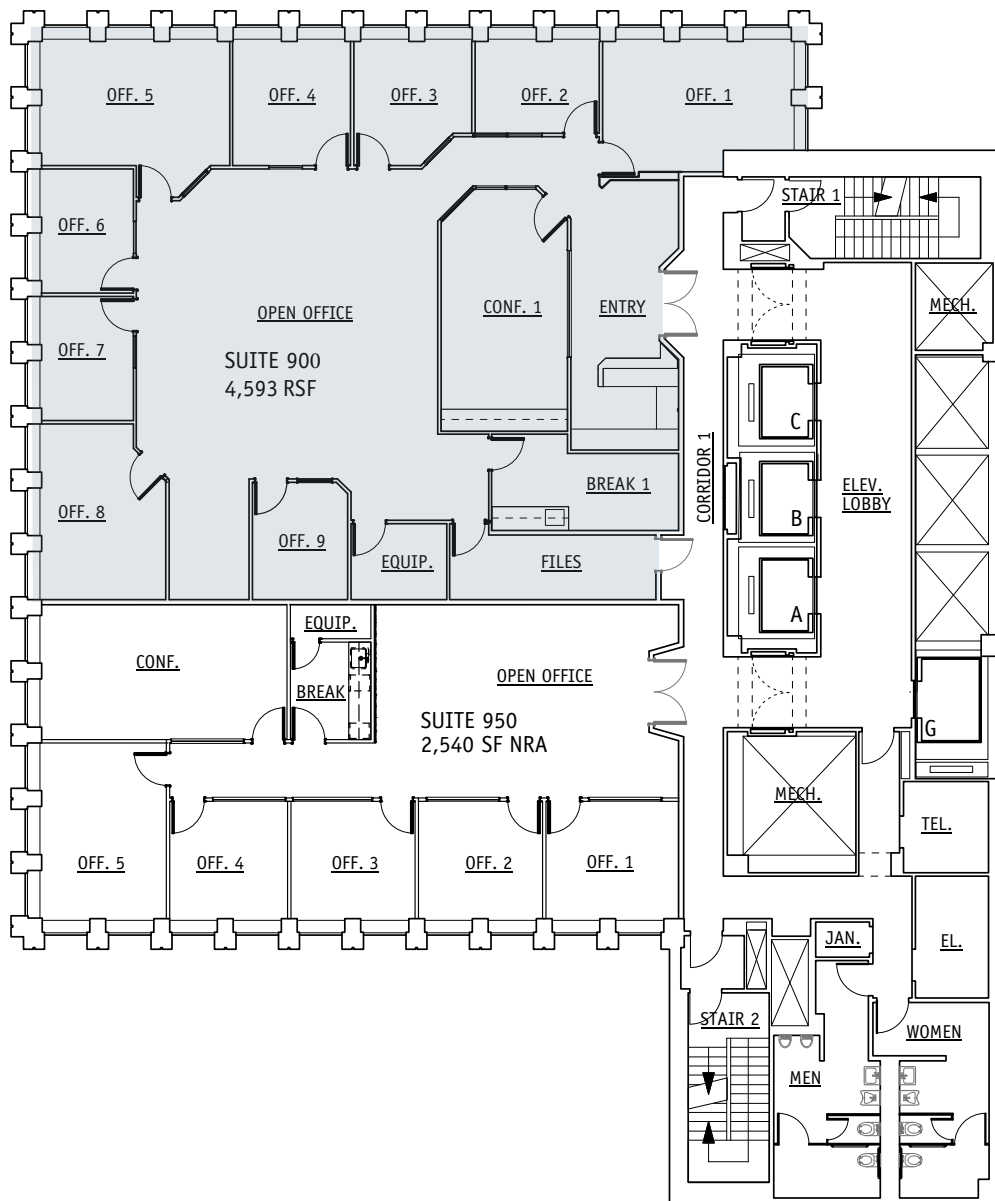 OFF. 5
OFF. 4
OFF. 3
OFF. 2
OFF. 1
STAIR 1
OFF. 6
OPEN OFFICE
CONF. 1
ENTRY
MECH.
OFF. 7
SUITE 900
4,593 RSF
C
CORRIDOR 1
ELEV.
LOBBY
BREAK 1
OFF. 8
B
OFF. 9
EQUIP.
FILES
A
EQUIP.
CONF.
BREAK
OPEN OFFICE
SUITE 950
2,540 SF NRA
G
MECH.
TEL.
OFF. 5
OFF. 4
OFF. 3
OFF. 2
OFF. 1
JAN.
EL.
STAIR 2
WOMEN
MEN